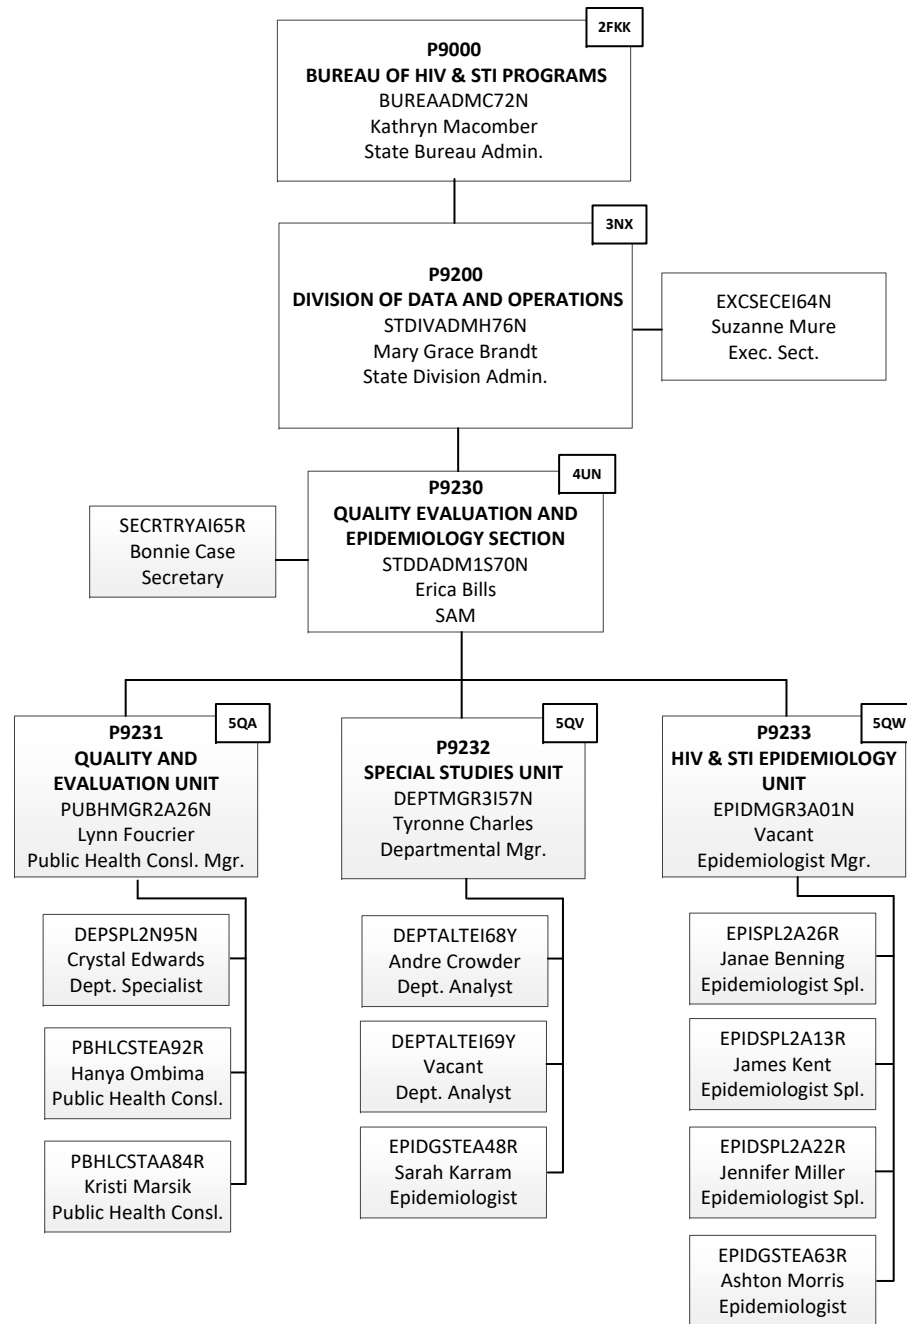 2FKK
P9000
BUREAU OF HIV & STI PROGRAMS
BUREAADMC72N
Kathryn Macomber
State Bureau Admin.
3NX
P9200
DIVISION OF DATA AND OPERATIONS
STDIVADMH76N
Mary Grace Brandt
State Division Admin.
EXCSECEI64N
Suzanne Mure
Exec. Sect.
4UN
P9230
QUALITY EVALUATION AND
EPIDEMIOLOGY SECTION
STDDADM1S70N
Erica Bills
SAM
SECRTRYAI65R
Bonnie Case
Secretary
5QA
P9231
QUALITY AND
EVALUATION UNIT
PUBHMGR2A26N
Lynn Foucrier
Public Health Consl. Mgr.
DEPSPL2N95N
Crystal Edwards
Dept. Specialist
PBHLCSTEA92R
Hanya Ombima
Public Health Consl.
PBHLCSTAA84R
Kristi Marsik
Public Health Consl.
5QV
P9232
SPECIAL STUDIES UNIT
DEPTMGR3I57N
Tyronne Charles
Departmental Mgr.
DEPTALTEI68Y
Andre Crowder
Dept. Analyst
DEPTALTEI69Y
Vacant
Dept. Analyst
EPIDGSTEA48R
Sarah Karram
Epidemiologist
5QW
P9233
HIV & STI EPIDEMIOLOGY
UNIT
EPIDMGR3A01N
Vacant
Epidemiologist Mgr.
EPISPL2A26R
Janae Benning
Epidemiologist Spl.
EPIDSPL2A13R
James Kent
Epidemiologist Spl.
EPIDSPL2A22R
Jennifer Miller
Epidemiologist Spl.
EPIDGSTEA63R
Ashton Morris
Epidemiologist